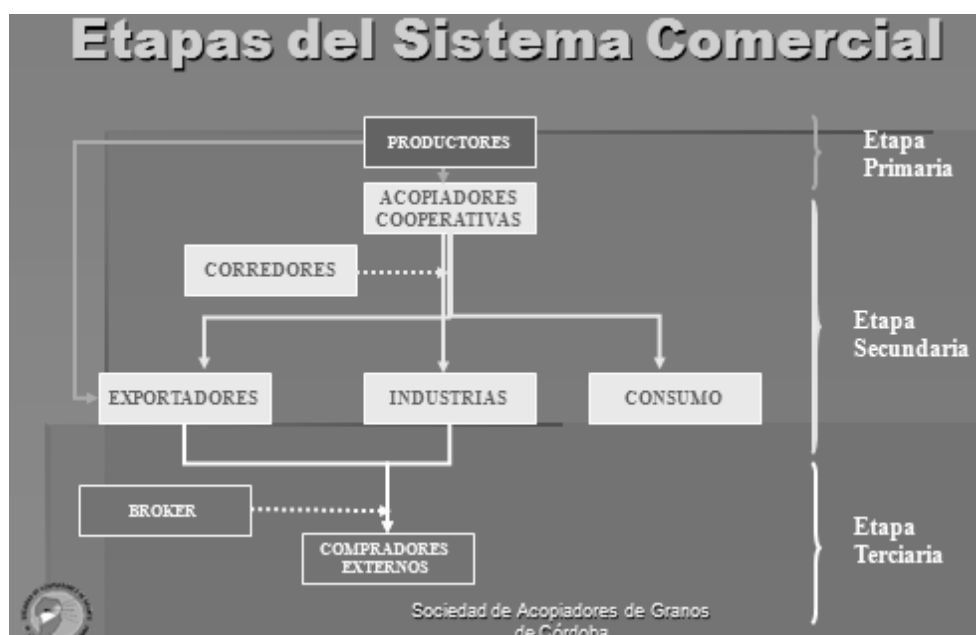 Etapas del Sistema Comercial
PRODUCTORES
Etapa
Primaria
ACOPIADORES
COOPERATIVAS
CORREDORES
Etapa
Secundaria
EXPORTADORES
INDUSTRIAS
CONSUMO
BROKER
COMPRADORES
EXTERNOS
Etapa
Terciaria
Sociedad de Acopiadores de Granos
de Córdoba